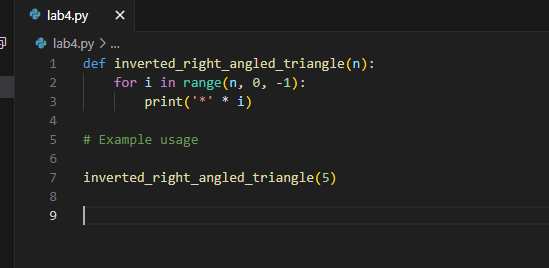 lab4.py ×
lab4.py > ...
1 def inverted_right_angled_triangle(n):
2     for i in range(n, 0, -1):
3         print('*' * i)
4
5 # Example usage
6
7 inverted_right_angled_triangle(5)
8
9